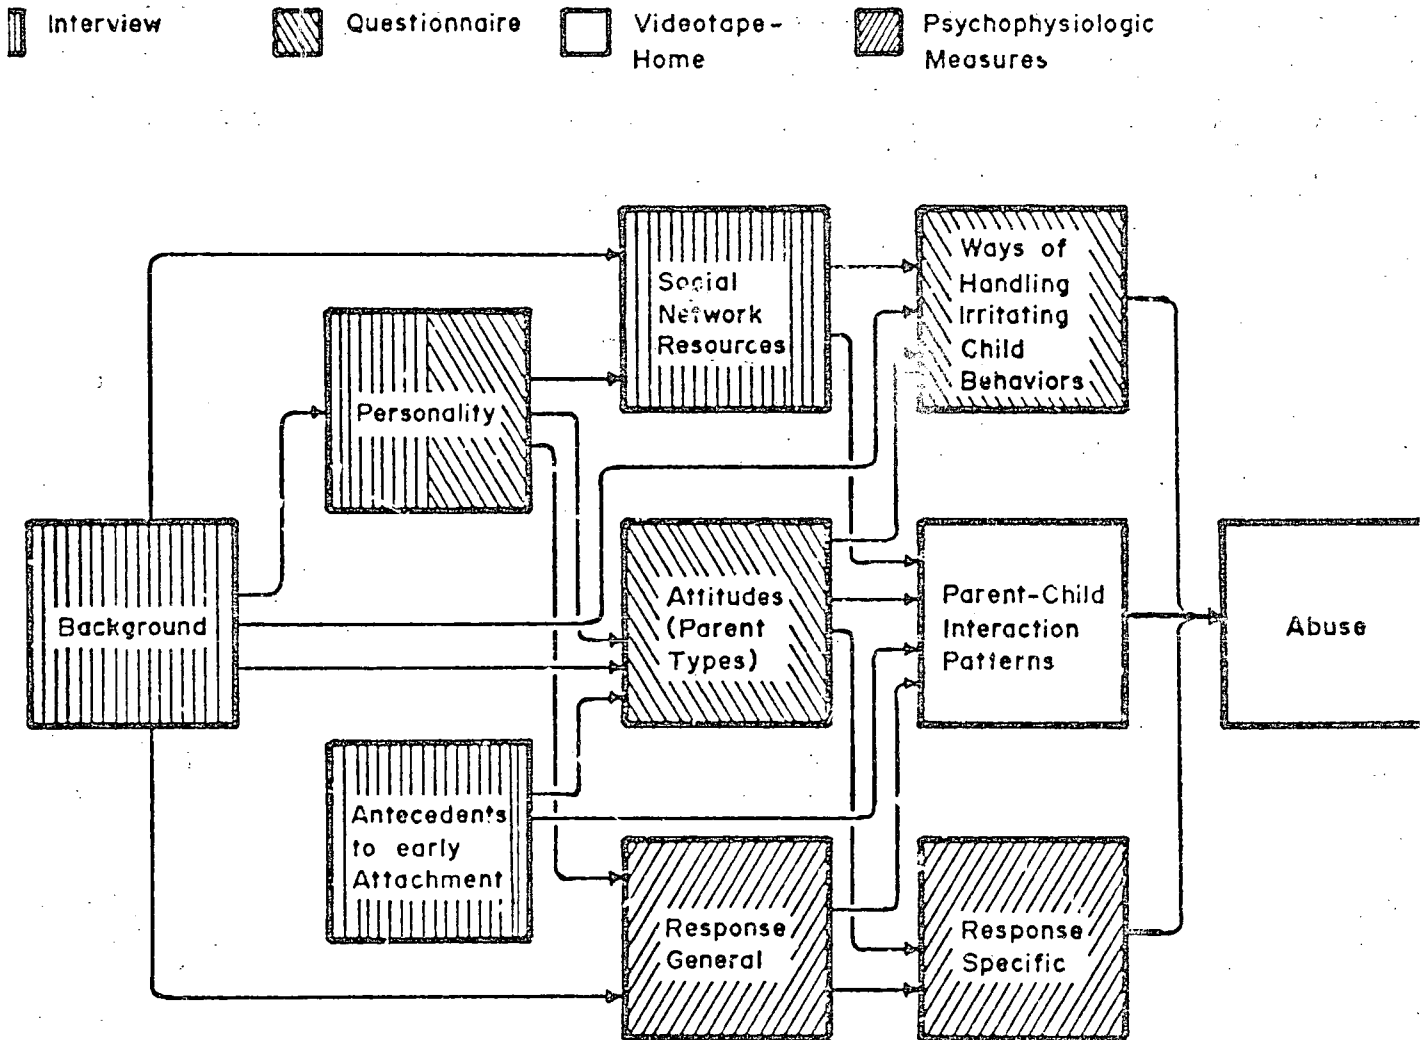 Interview
Questionnaire
Videotape-
Home
Psychophysiologic
Measures
Social
Network
Resources
Ways of
Handling
Irritating
Child
Behaviors
Personality
Background
Attitudes
(Parent
Types)
Parent-Child
Interaction
Patterns
Abuse
Antecedents
to early
Attachment
Response
General
Response
Specific